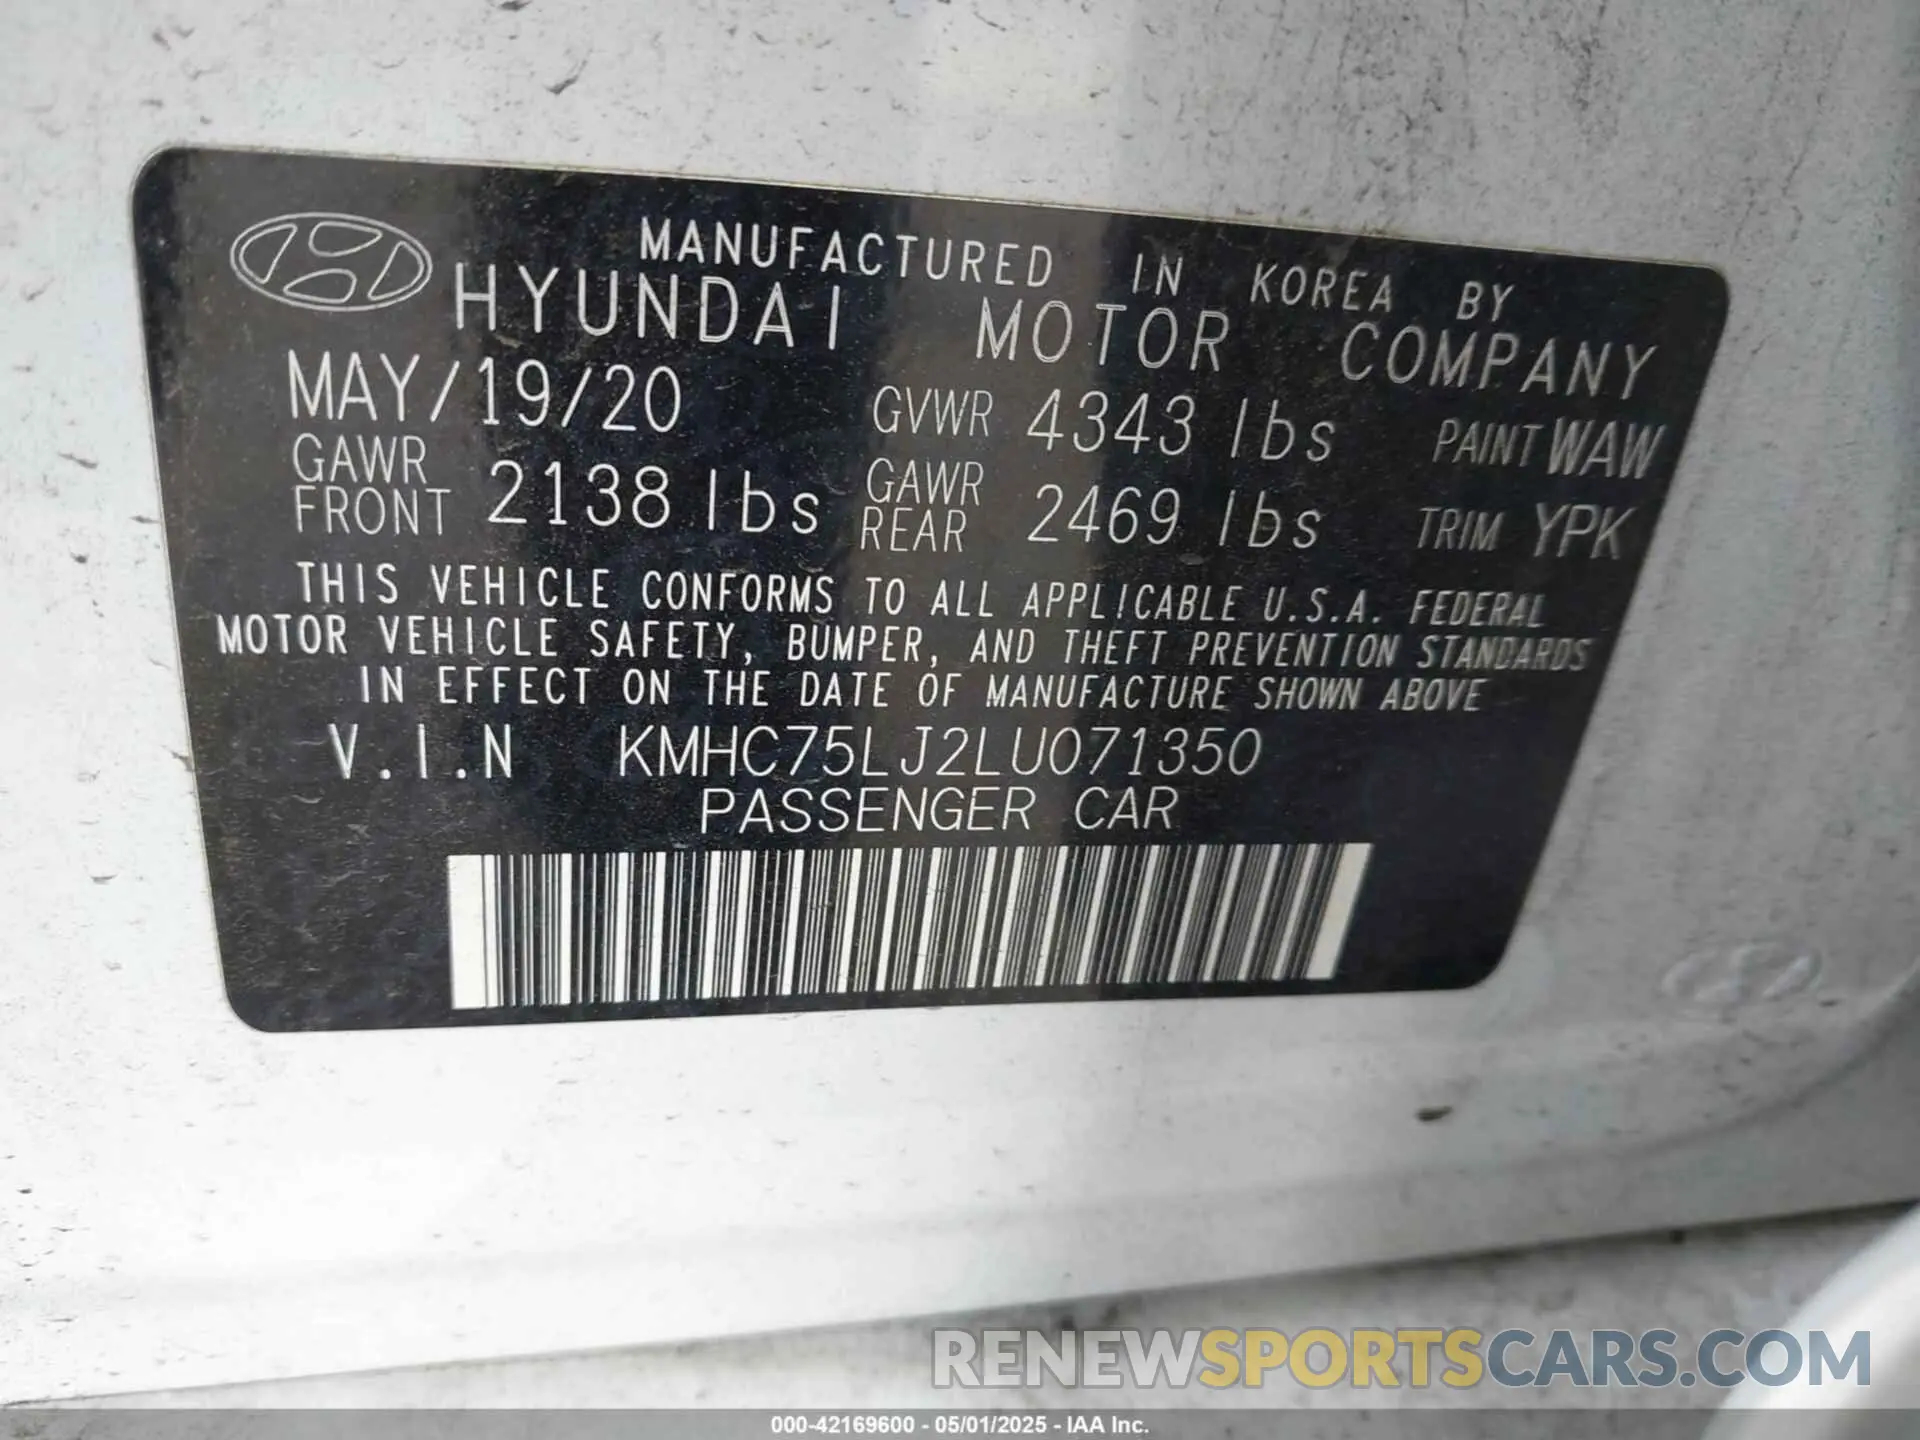 MANUFACTURED IN KOREA BY
HYUNDAI MOTOR COMPANY
MAY/19/20 GVWR 4343 lbs PAINT WAW
GAWR FRONT 2138 lbs GAWR REAR 2469 lbs TRIM YPK
THIS VEHICLE CONFORMS TO ALL APPLICABLE U.S.A. FEDERAL
MOTOR VEHICLE SAFETY, BUMPER, AND THEFT PREVENTION STANDARDS
IN EFFECT ON THE DATE OF MANUFACTURE SHOWN ABOVE
V.I.N KMHC75LJ2LU071350
PASSENGER CAR
RENEWSPORTSCARS.COM
000-42169600 - 05/01/2025 - IAA Inc.